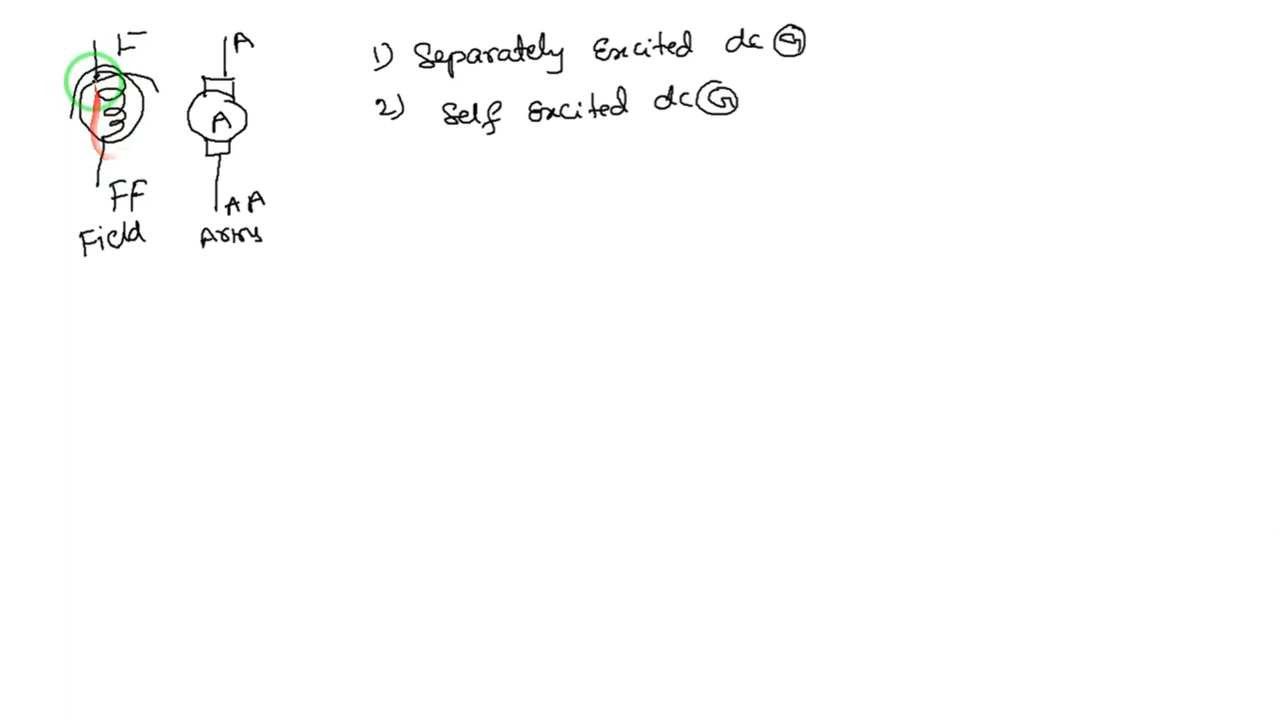 F
A
1) Separately Excited dc G
2) Self Excited dc G
A
FF
AA
Field